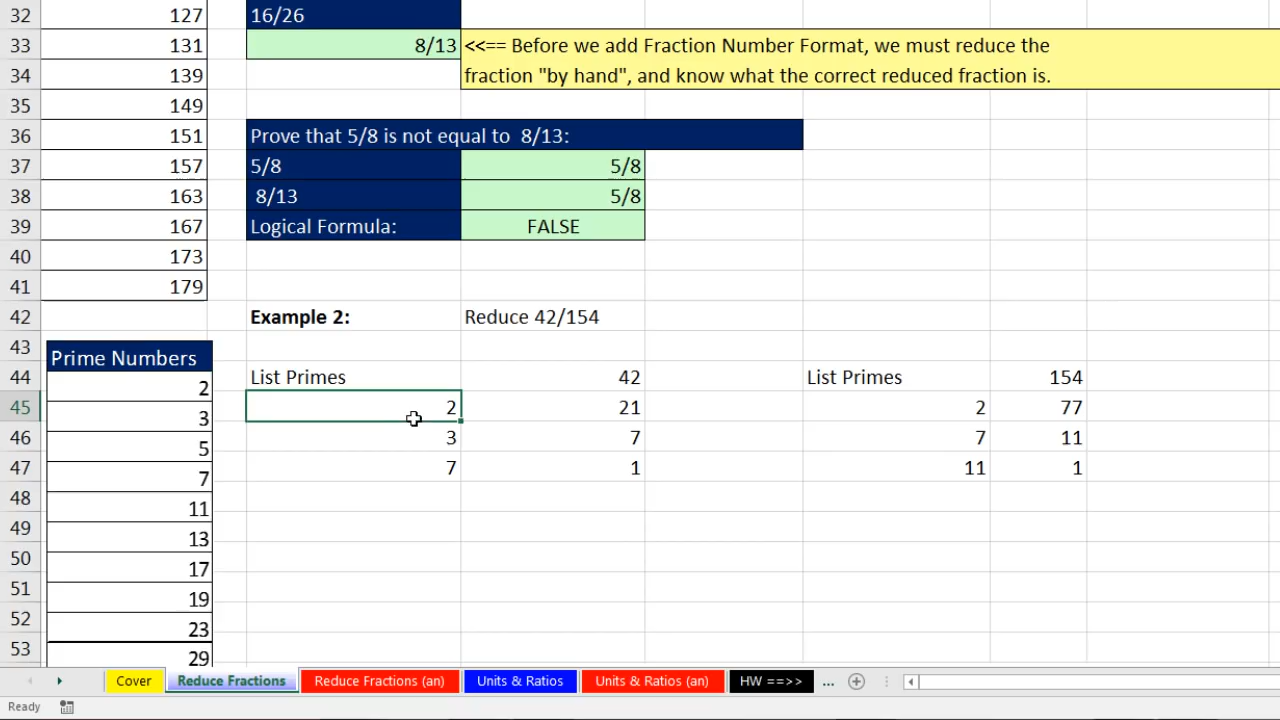 32 127 16/26
33 131 8/13 <<== Before we add Fraction Number Format, we must reduce the
34 139 fraction "by hand", and know what the correct reduced fraction is.
35 149
36 151 Prove that 5/8 is not equal to 8/13:
37 157 5/8 5/8
38 163 8/13 5/8
39 167 Logical Formula: FALSE
40 173
41 179
42 Example 2: Reduce 42/154
43 Prime Numbers
44 2 List Primes 42 List Primes 154
45 3 2 21 2 77
46 5 3 7 7 11
47 7 7 1 11 1
48 11
49 13
50 17
51 19
52 23
53 29
Cover Reduce Fractions Reduce Fractions (an) Units & Ratios Units & Ratios (an) HW ==>> ...
Ready